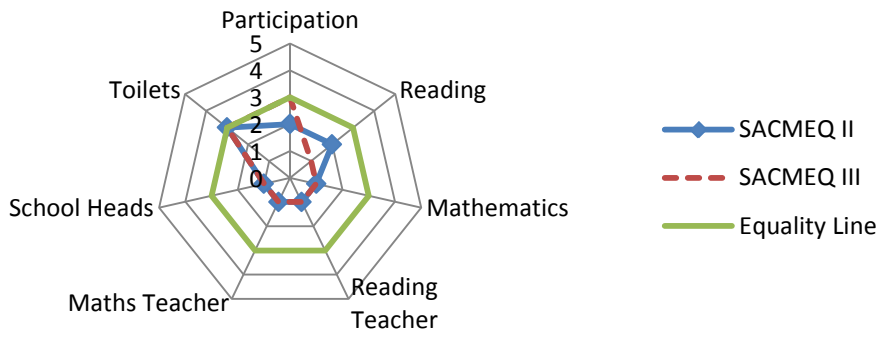 Participation
5
4
3
2
1
0
Reading
Mathematics
Reading
Teacher
Maths Teacher
School Heads
Toilets
SACMEQ II
SACMEQ III
Equality Line